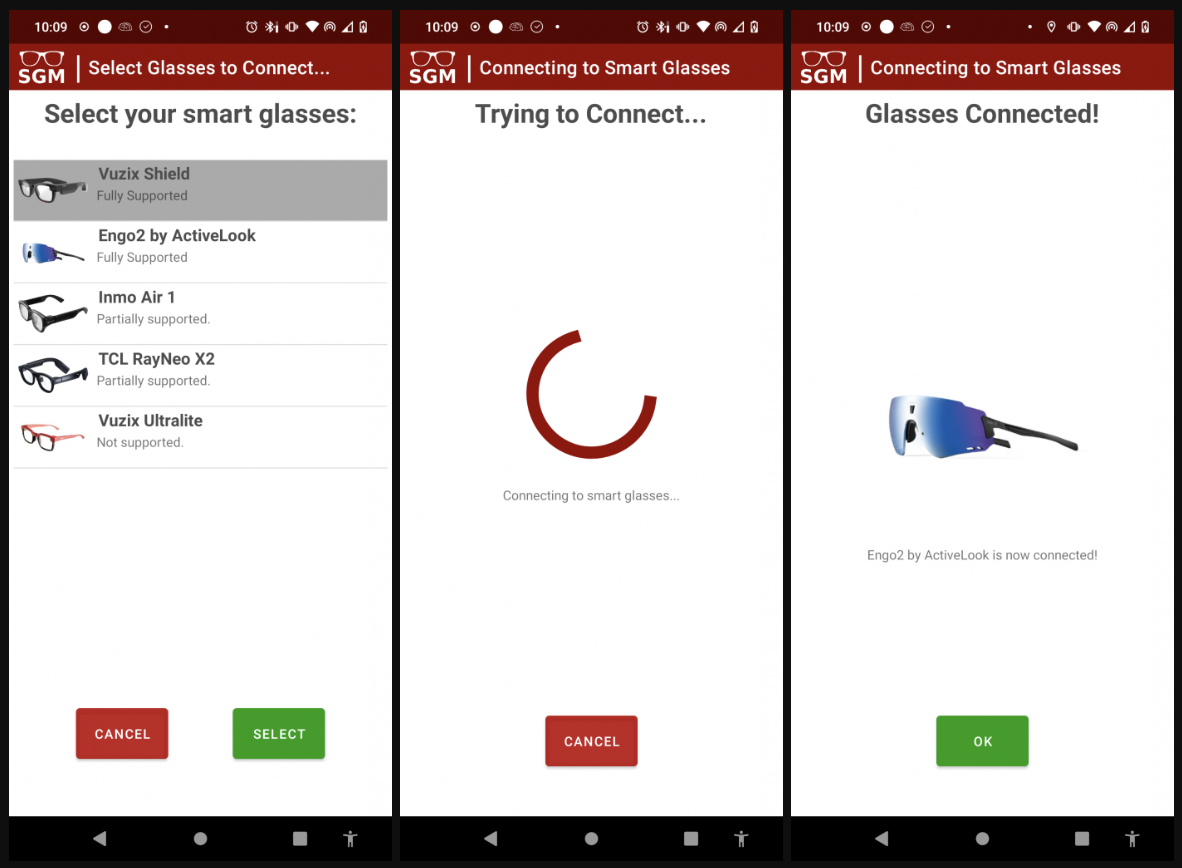 10:09
SGM | Select Glasses to Connect...
Select your smart glasses:
Vuzix Shield
Fully Supported
Engo2 by ActiveLook
Fully Supported
Inmo Air 1
Partially supported.
TCL RayNeo X2
Partially supported.
Vuzix Ultralite
Not supported.
CANCEL
SELECT
10:09
SGM | Connecting to Smart Glasses
Trying to Connect...
Connecting to smart glasses...
CANCEL
10:09
SGM | Connecting to Smart Glasses
Glasses Connected!
Engo2 by ActiveLook is now connected!
OK